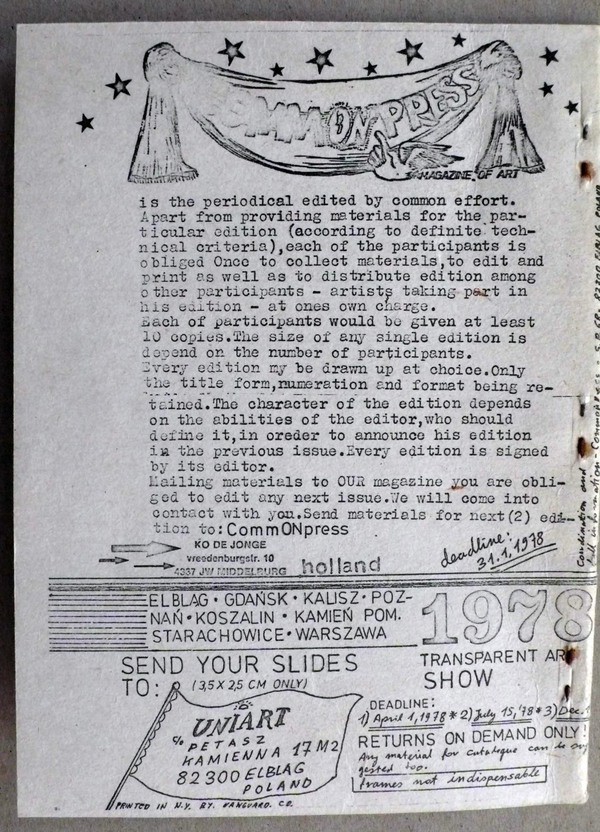 COMMONPRESS
MAGAZINE OF ART
is the periodical edited by common effort.
Apart from providing materials for the par-
ticular edition (according to definite tech-
nical criteria),each of the participants is
obliged Once to collect materials,to edit and
print as well as to distribute edition among
other participants - artists taking part in
his edition - at ones own charge.
Each of participants would be given at least
10 copies.The size of any single edition is
depend on the number of participants.
Every edition my be drawn up at choice.Only
the title form,numeration and format being re-
tained.The character of the edition depends
on the abilities of the editor,who should
define it,in oreder to announce his edition
in the previous issue.Every edition is signed
by its editor.
Mailing materials to OUR magazine you are obli-
ged to edit any next issue.We will come into
contact with you.Send materials for next(2) edi-
tion to:CommONpress
KO DE JONGE
vreedenburgstr. 10
4337 JW MIDDELBURG holland
deadline:
31.1.1978
Coordination and
full information - Commonpress -
ELBLAG • GDAŃSK • KALISZ • POZ-
NAŃ • KOSZALIN • KAMIEŃ POM.
STARACHOWICE • WARSZAWA
1978
TRANSPARENT AR
SHOW
SEND YOUR SLIDES
TO: (3,5 X 2,5 CM ONLY)
UNIART
c/o PETASZ
KAMIENNA 17 M2
82300 ELBLAG
POLAND
PRINTED IN N.Y. BY. VANGUARD. CO.
DEADLINE:
1) April 1,1978 * 2) July 15,'78 * 3) Dec. 1
RETURNS ON DEMAND ONLY!
Any material for catalogue can be
gested too.
frames not indispensable